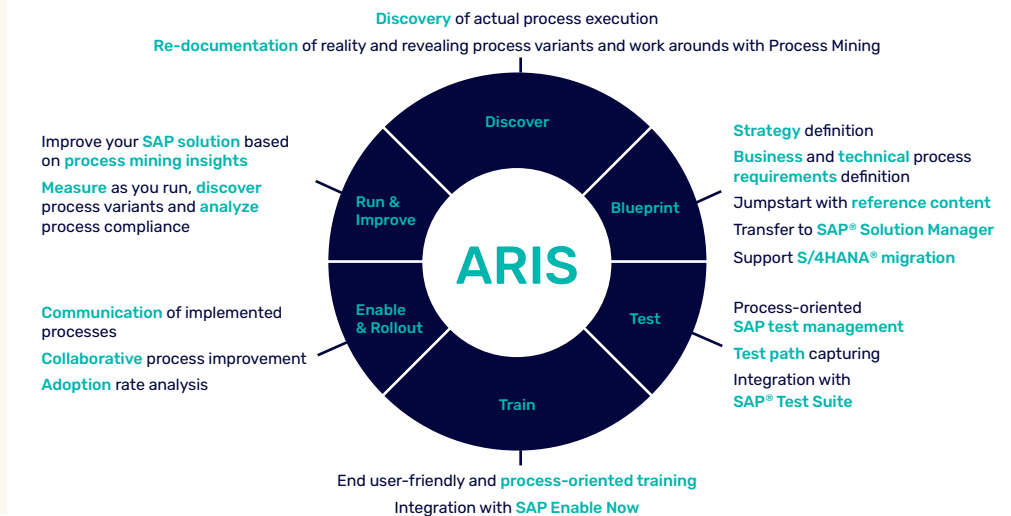 Discovery of actual process execution
Re-documentation of reality and revealing process variants and work arounds with Process Mining
Discover
Improve your SAP solution based
on process mining insights
Measure as you run, discover
process variants and analyze
process compliance
Run &
Improve
Blueprint
Strategy definition
Business and technical process
requirements definition
Jumpstart with reference content
Transfer to SAP® Solution Manager
Support S/4HANA® migration
ARIS
Communication of implemented
processes
Collaborative process improvement
Adoption rate analysis
Enable
& Rollout
Test
Process-oriented
SAP test management
Test path capturing
Integration with
SAP® Test Suite
Train
End user-friendly and process-oriented training
Integration with SAP Enable Now